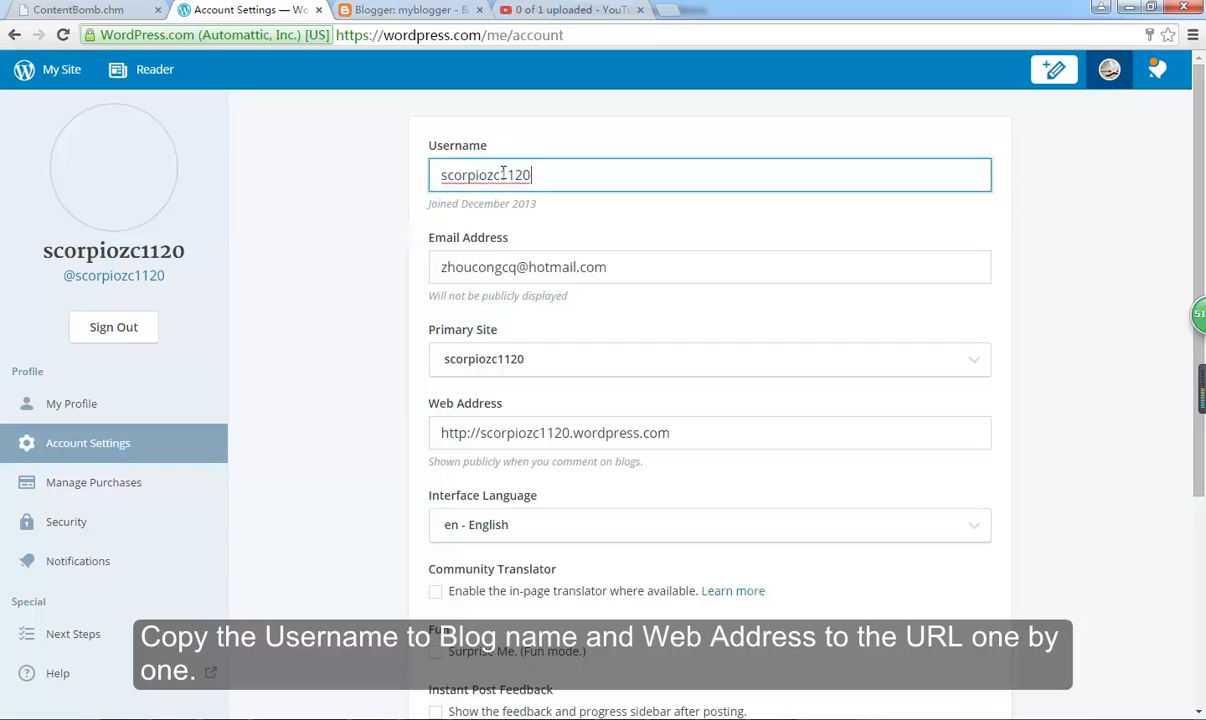 ContentBomb.chm
Account Settings — Wo
Blogger: myblogger - B
0 of 1 uploaded - YouTu
WordPress.com (Automattic, Inc.) [US]
https://wordpress.com/me/account
My Site
Reader
scorpiozc1120
@scorpiozc1120
Sign Out
Profile
My Profile
Account Settings
Manage Purchases
Security
Notifications
Special
Next Steps
Help
Username
scorpiozc1120
Joined December 2013
Email Address
zhoucongcq@hotmail.com
Will not be publicly displayed
Primary Site
scorpiozc1120
Web Address
http://scorpiozc1120.wordpress.com
Shown publicly when you comment on blogs.
Interface Language
en - English
Community Translator
Enable the in-page translator where available. Learn more
Surprise Me. (Fun mode.)
Instant Post Feedback
Show the feedback and progress sidebar after posting.
Copy the Username to Blog name and Web Address to the URL one by
one.
51